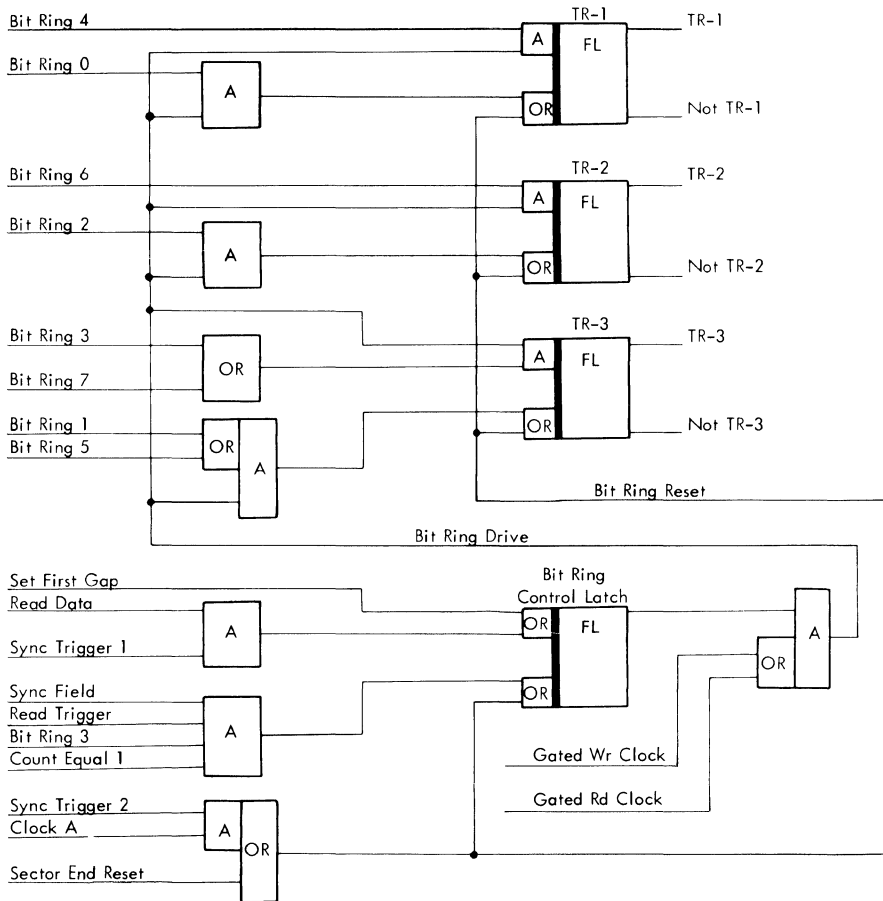 Bit Ring 4
TR-1
TR-1
A
FL
Bit Ring 0
A
OR
Not TR-1
Bit Ring 6
TR-2
TR-2
A
FL
Bit Ring 2
A
OR
Not TR-2
Bit Ring 3
TR-3
TR-3
OR
A
FL
Bit Ring 7
Bit Ring 1
OR
Not TR-3
Bit Ring 5
OR
A
Bit Ring Reset
Bit Ring Drive
Set First Gap
Bit Ring
Control Latch
Read Data
A
OR
FL
A
Sync Trigger 1
OR
Sync Field
OR
Read Trigger
A
Bit Ring 3
Count Equal 1
Gated Wr Clock
Gated Rd Clock
Sync Trigger 2
Clock A
A
OR
Sector End Reset